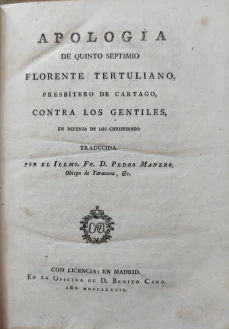 APOLOGÍA
DE QUINTO SEPTIMIO
FLORENTE TERTULIANO,
PRESBÍTERO DE CARTAGO,
CONTRA LOS GENTILES,
EN DEFENSA DE LOS CHRISTIANOS
TRADUCIDA
POR EL ILLMO. FR. D. PEDRO MANERO,
Obispo de Tarazona, &c.
CON LICENCIA: EN MADRID.
EN LA OFICINA DE D. BENITO CANO.
AÑO